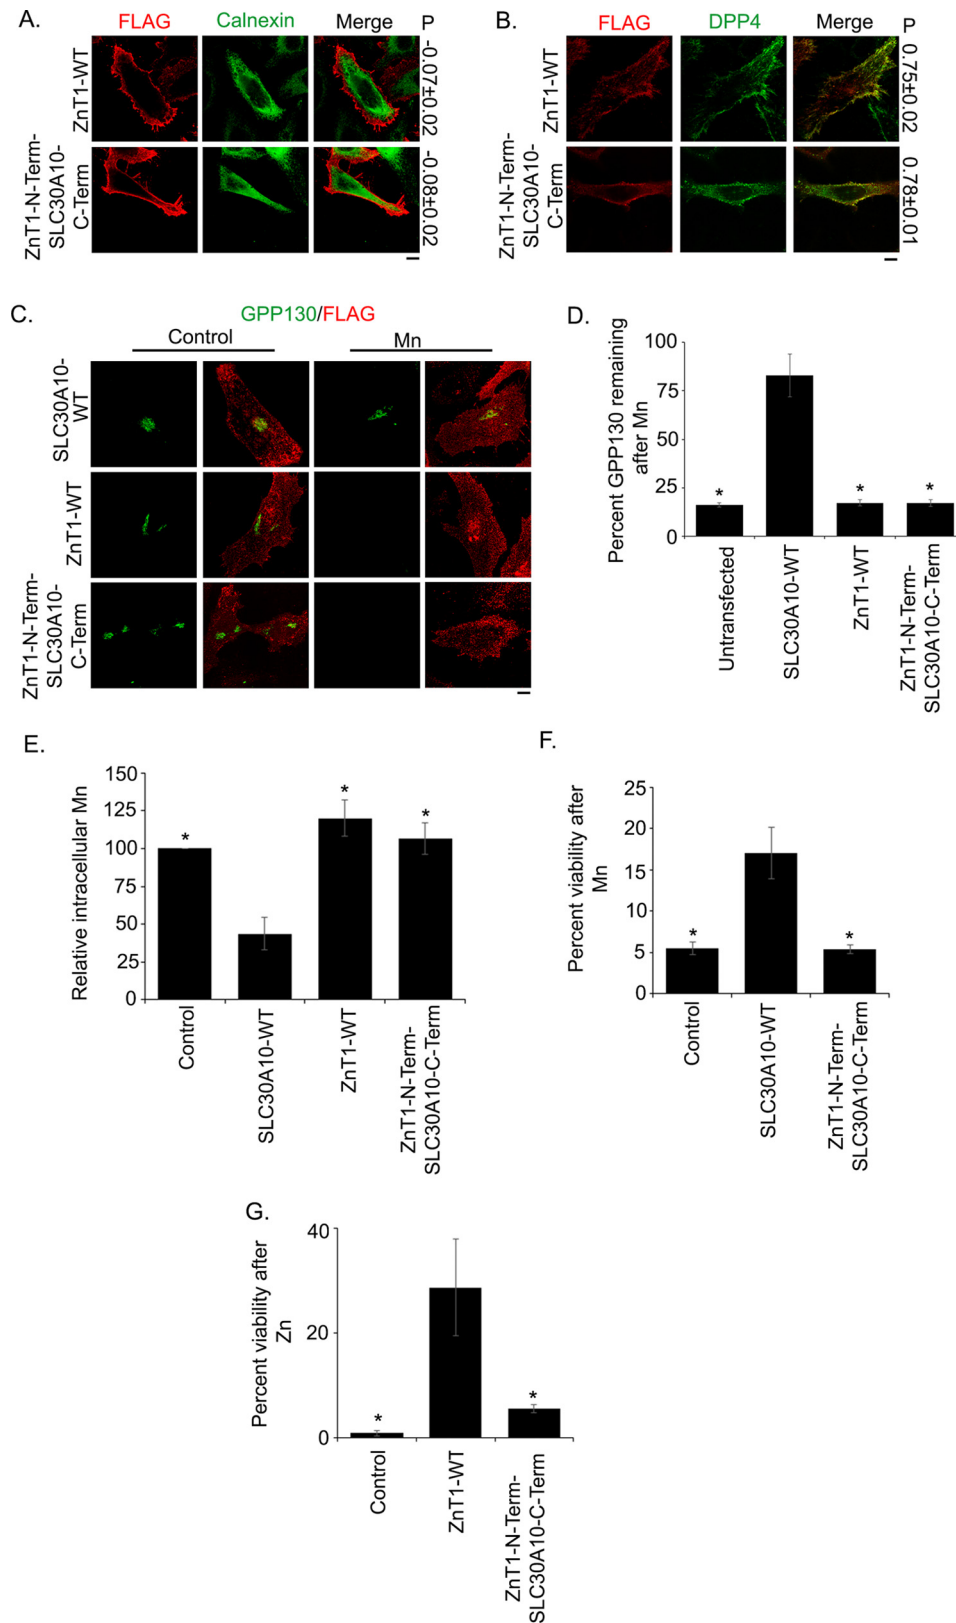 A.
FLAG Calnexin Merge P
ZnT1-WT
-0.07±0.02
ZnT1-N-Term-
SLC30A10-
C-Term
-0.08±0.02
B.
FLAG DPP4 Merge P
ZnT1-WT
0.75±0.02
ZnT1-N-Term-
SLC30A10-
C-Term
0.78±0.01
C.
GPP130/FLAG
Control Mn
SLC30A10-
WT
ZnT1-WT
ZnT1-N-Term-
SLC30A10-
C-Term
D.
Percent GPP130 remaining
after Mn
100
75
50
25
0
* * *
Untransfected
SLC30A10-WT
ZnT1-WT
ZnT1-N-Term-
SLC30A10-C-Term
E.
Relative intracellular Mn
150
125
100
75
50
25
0
* * *
Control
SLC30A10-WT
ZnT1-WT
ZnT1-N-Term-
SLC30A10-C-Term
F.
Percent viability after
Mn
25
20
15
10
5
0
* *
Control
SLC30A10-WT
ZnT1-N-Term-
SLC30A10-C-Term
G.
Percent viability after
Zn
40
20
0
* *
Control
ZnT1-WT
ZnT1-N-Term-
SLC30A10-C-Term